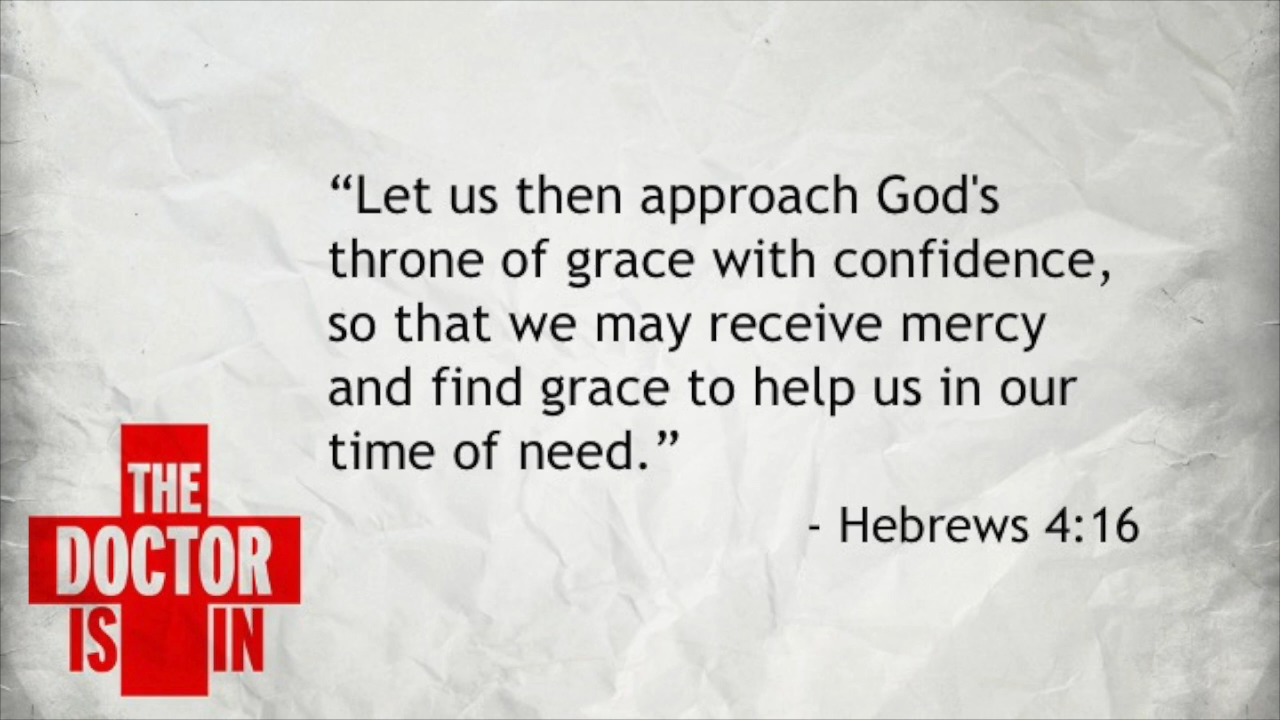 “Let us then approach God's
throne of grace with confidence,
so that we may receive mercy
and find grace to help us in our
time of need.”
- Hebrews 4:16
THE
DOCTOR
IS IN